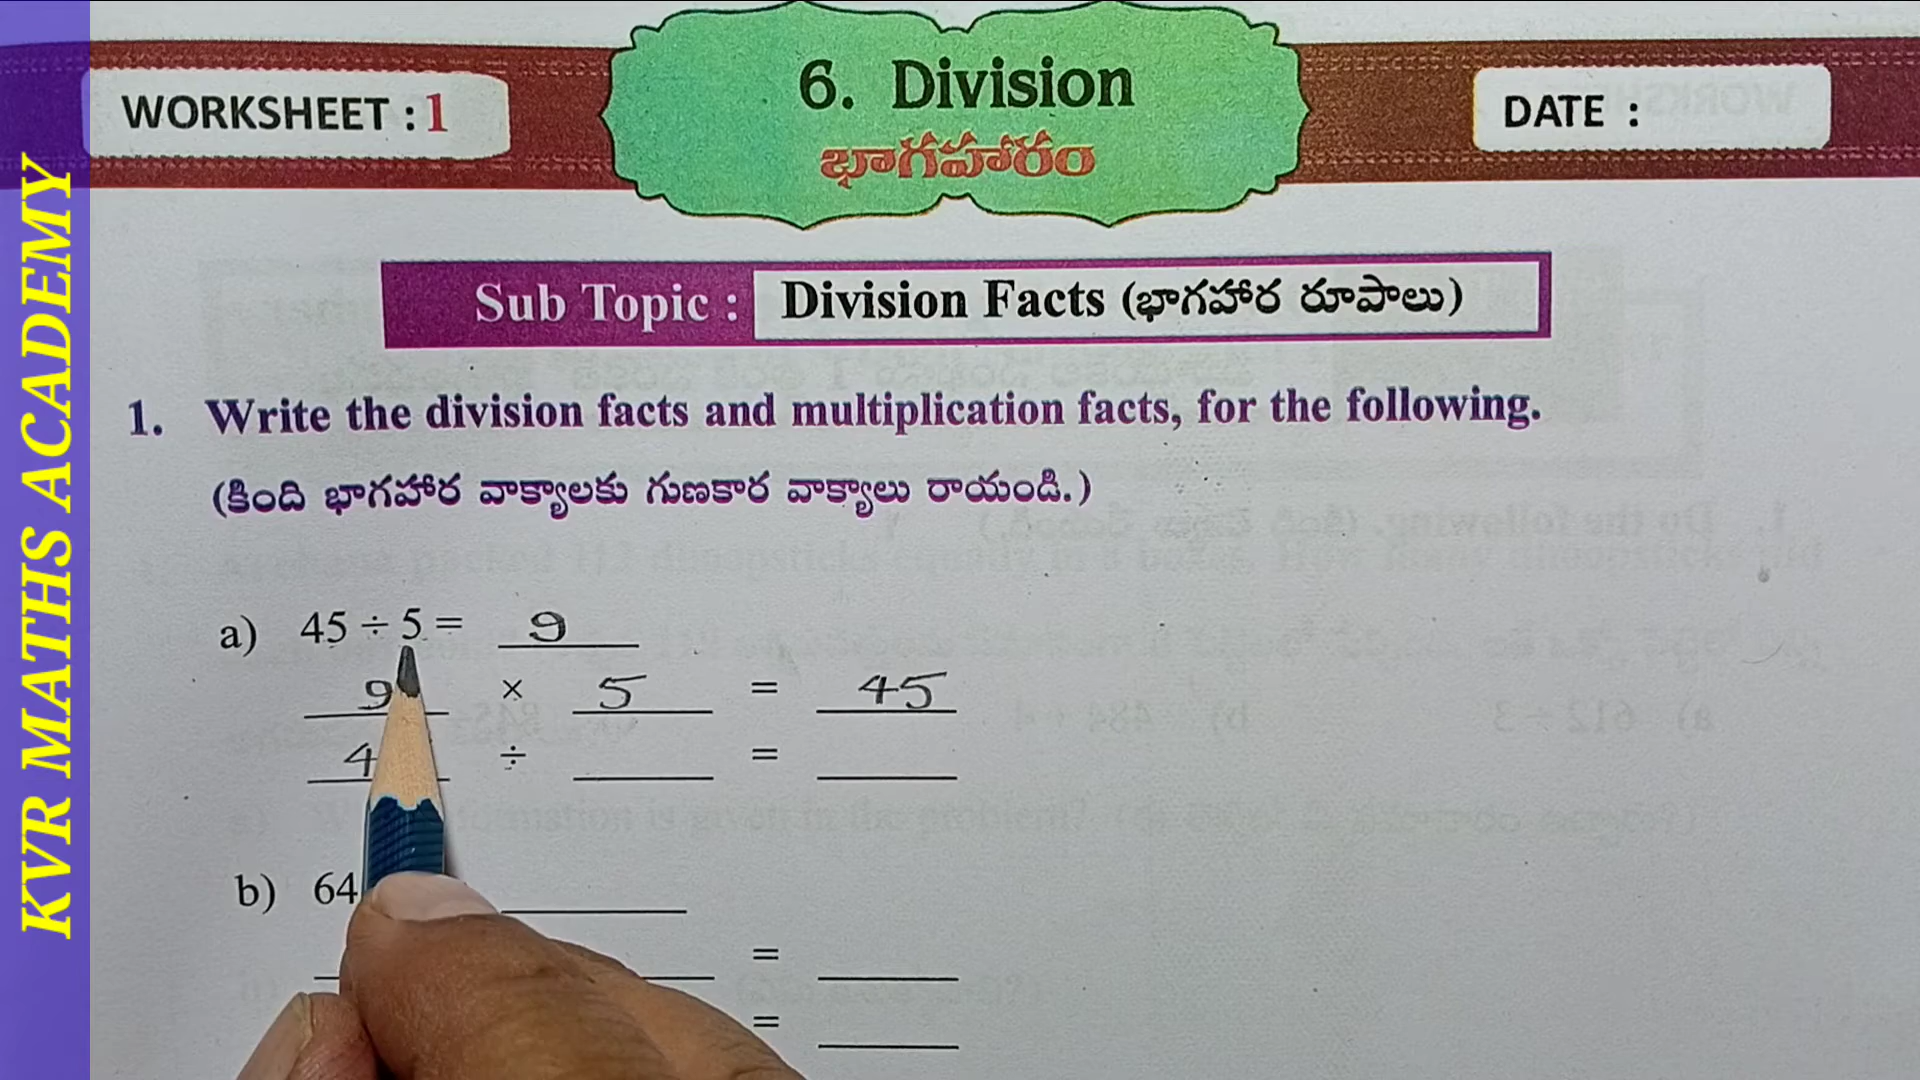 KVR MATHS ACADEMY
WORKSHEET : 1
6. Division
భాగహారం
DATE :
Sub Topic : Division Facts (భాగహార రూపాలు)
1. Write the division facts and multiplication facts, for the following.
(కింది భాగహార వాక్యాలకు గుణకార వాక్యాలు రాయండి.)
a) 45 ÷ 5 = 9
9 × 5 = 45
4 ÷ =
b) 64
=
=